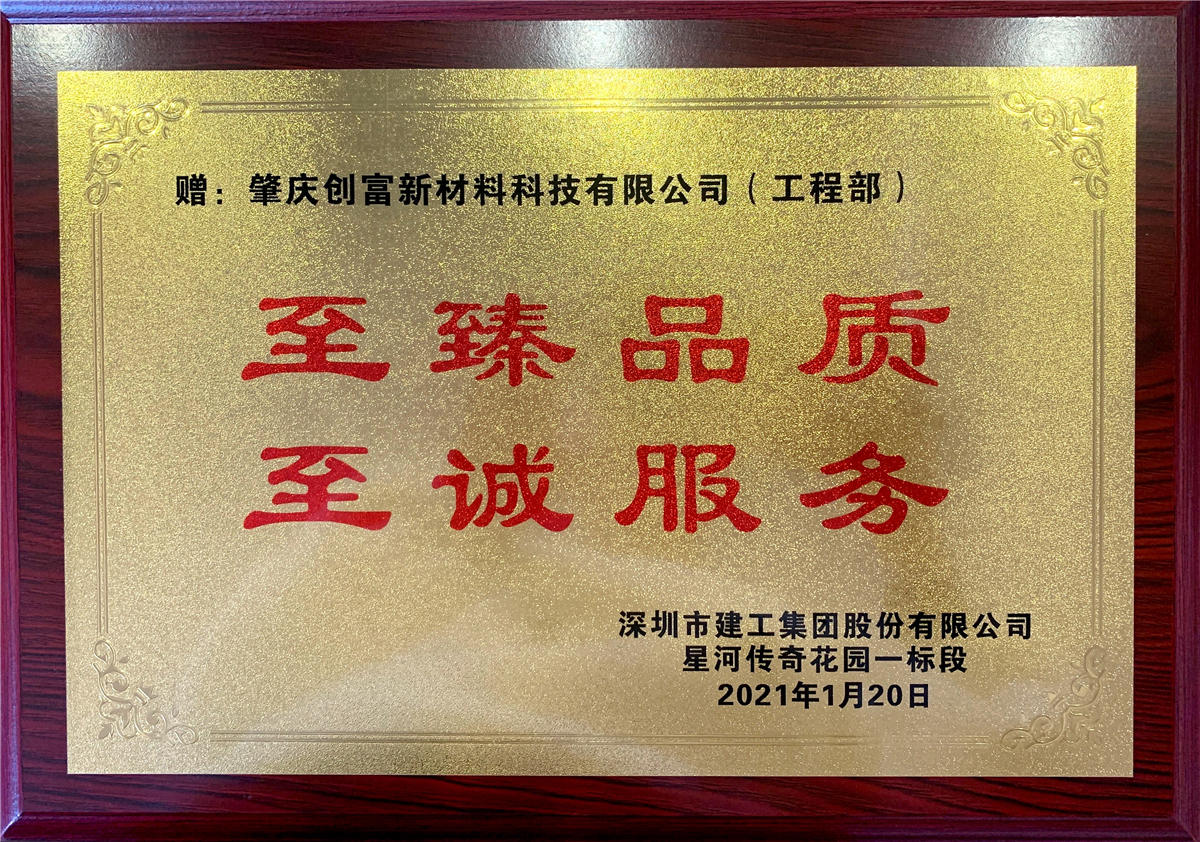 赠：肇庆创富新材料科技有限公司（工程部）
至臻品质
至诚服务
深圳市建工集团股份有限公司
星河传奇花园一标段
2021年1月20日